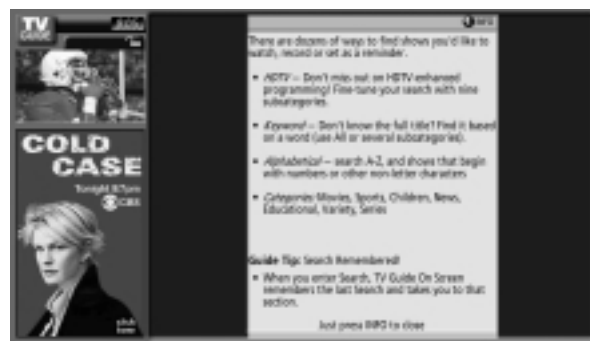 TV
GUIDE
INFO
There are dozens of ways to find shows you'd like to
watch, record or set as a reminder.
• HDTV – Don't miss out on HDTV enhanced
programming! Fine-tune your search with nine
subcategories.
• Keyword – Don't know the full title? Find it based
on a word (use All or several subcategories).
• Alphabetical – search A-Z, and shows that begin
with numbers or other non-letter characters
• Categories: Movies, Sports, Children, News,
Educational, Variety, Series
COLD
CASE
Tonight 8/7pm
CBS
Guide Tip: Search Remembered!
• When you enter Search, TV Guide On Screen
remembers the last Search and takes you to that
section.
Just press INFO to close